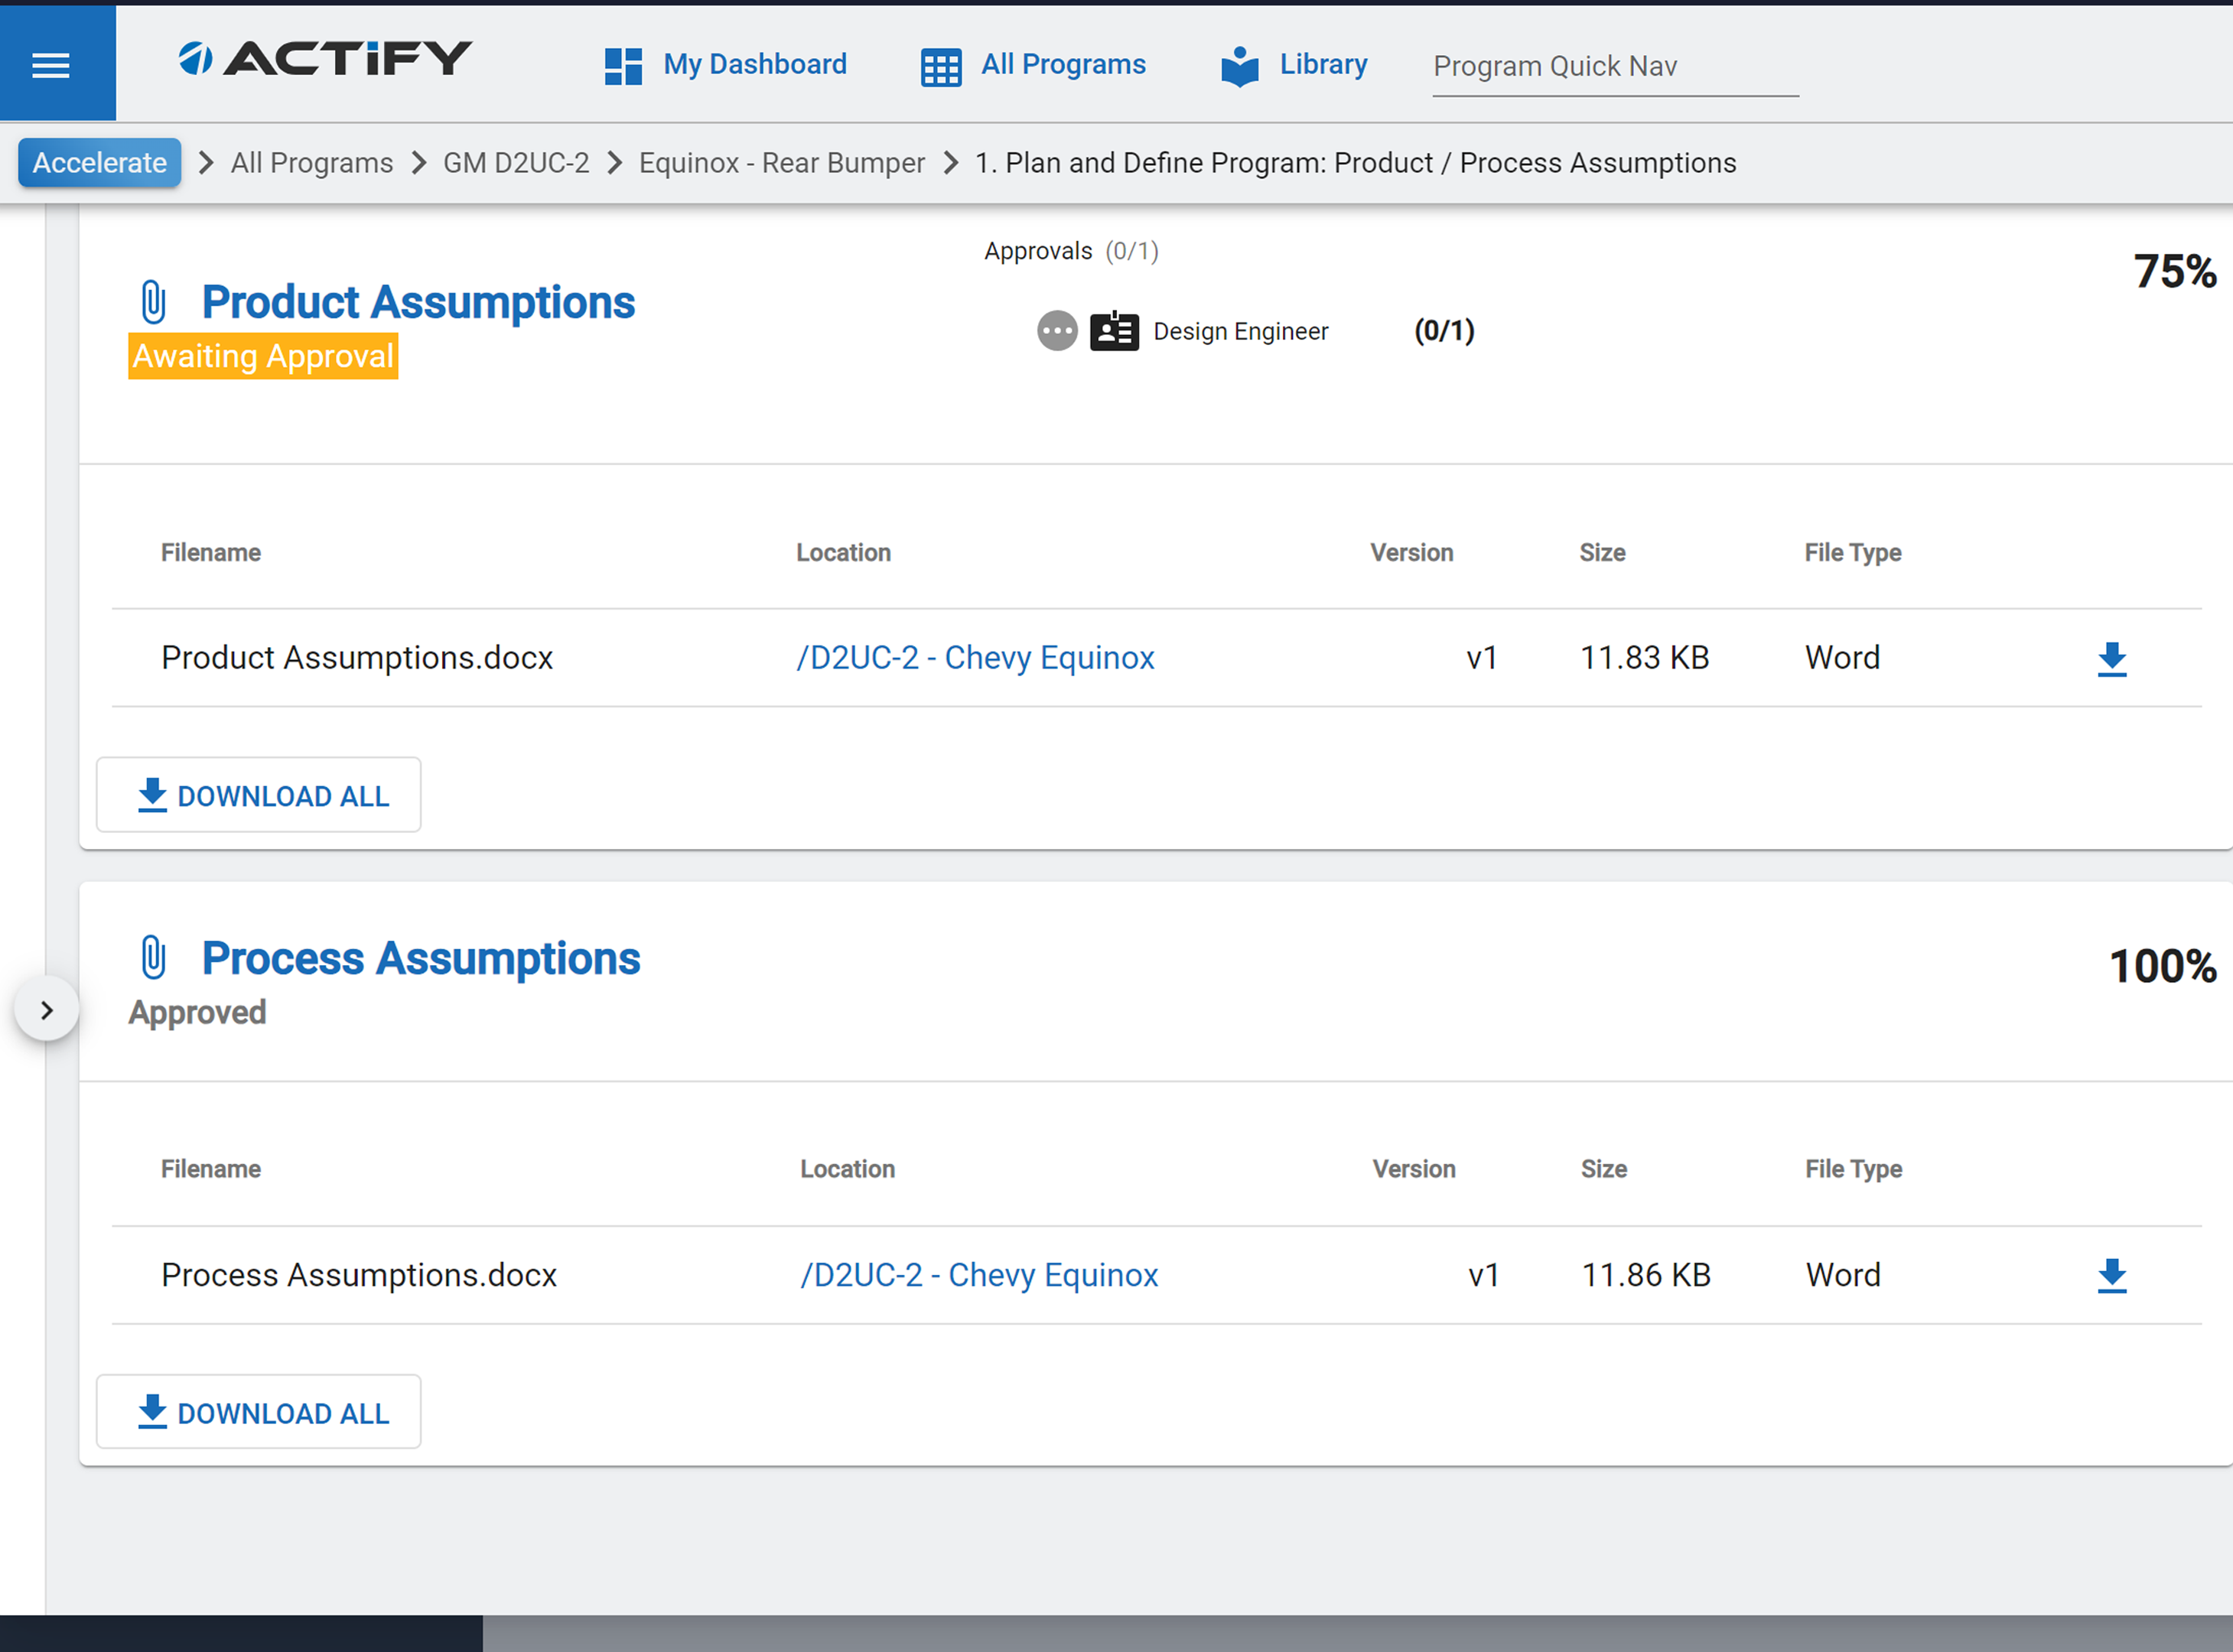 ACTiFY
My Dashboard
All Programs
Library
Program Quick Nav
Accelerate > All Programs > GM D2UC-2 > Equinox - Rear Bumper > 1. Plan and Define Program: Product / Process Assumptions
Approvals (0/1)
75%
Product Assumptions
Design Engineer (0/1)
Awaiting Approval
Filename Location Version Size File Type
Product Assumptions.docx /D2UC-2 - Chevy Equinox v1 11.83 KB Word
DOWNLOAD ALL
Process Assumptions
100%
Approved
Filename Location Version Size File Type
Process Assumptions.docx /D2UC-2 - Chevy Equinox v1 11.86 KB Word
DOWNLOAD ALL